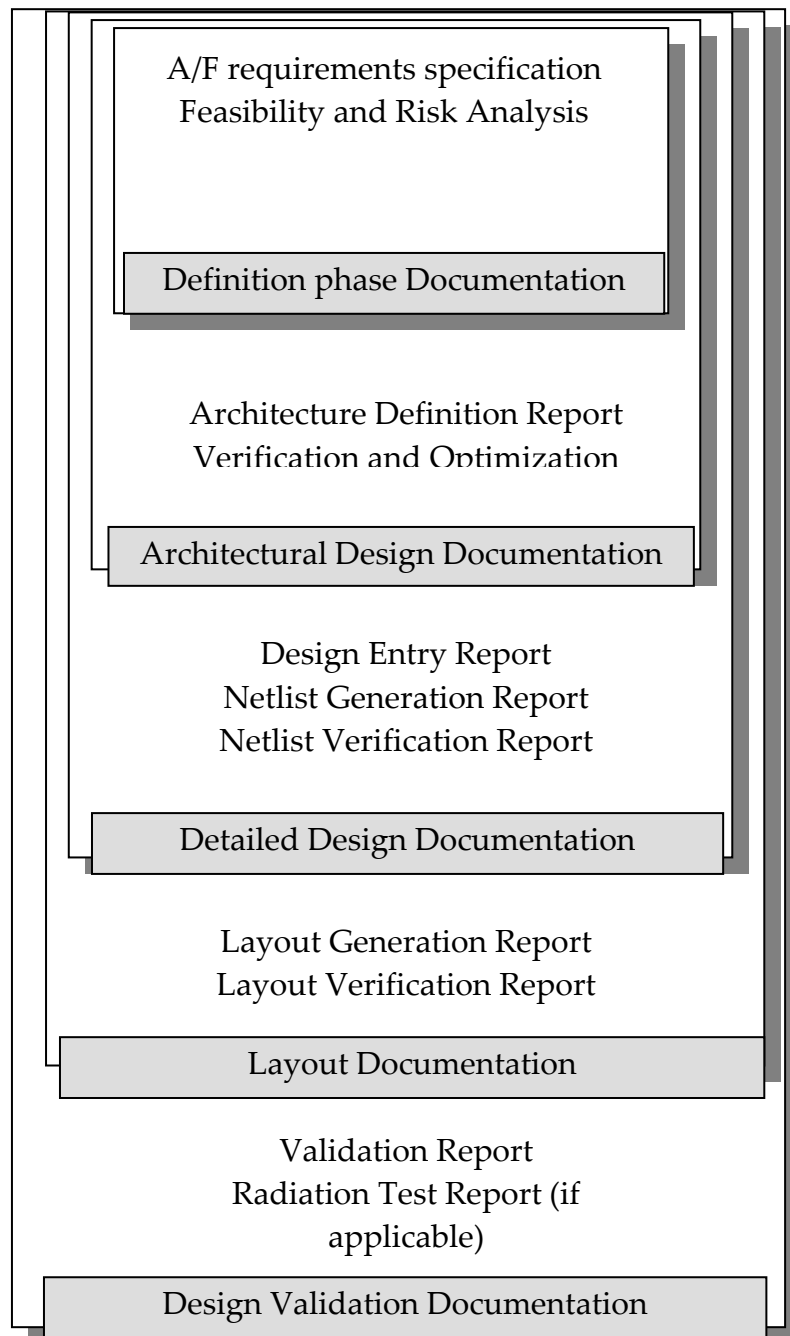 A/F requirements specification
Feasibility and Risk Analysis
Definition phase Documentation
Architecture Definition Report
Verification and Optimization
Architectural Design Documentation
Design Entry Report
Netlist Generation Report
Netlist Verification Report
Detailed Design Documentation
Layout Generation Report
Layout Verification Report
Layout Documentation
Validation Report
Radiation Test Report (if
applicable)
Design Validation Documentation